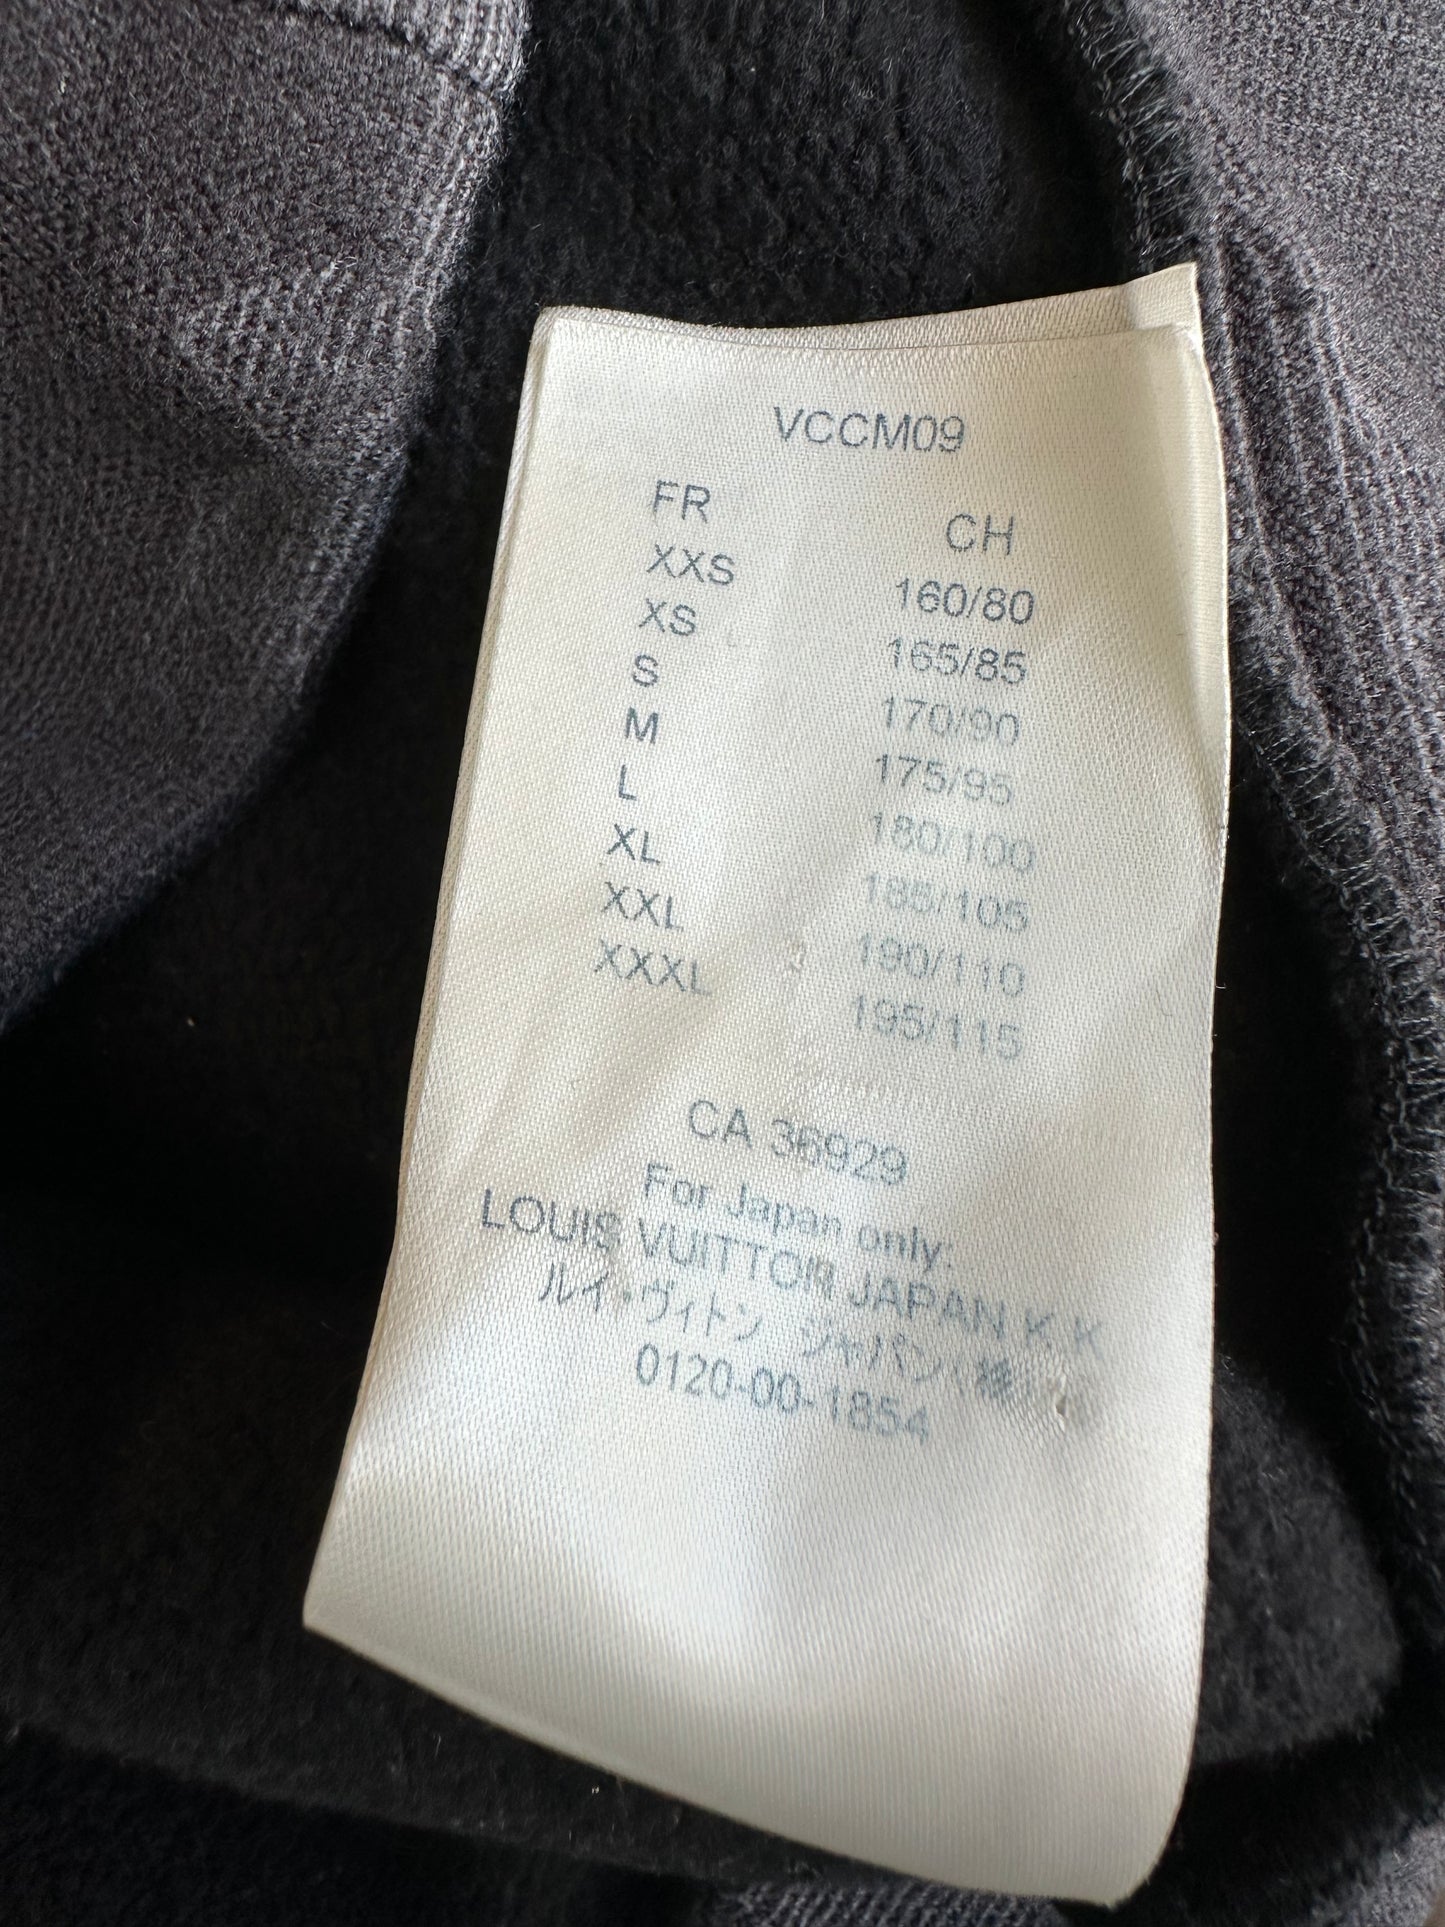 VCCM09
FR CH
XXS 160/80
XS 165/85
S 170/90
M 175/95
L 180/100
XL 185/105
XXL 190/110
XXXL 195/115
CA 36929
For Japan only:
LOUIS VUITTON JAPAN K.K
ルイ・ヴィトン ジャパン(株)
0120-00-1854